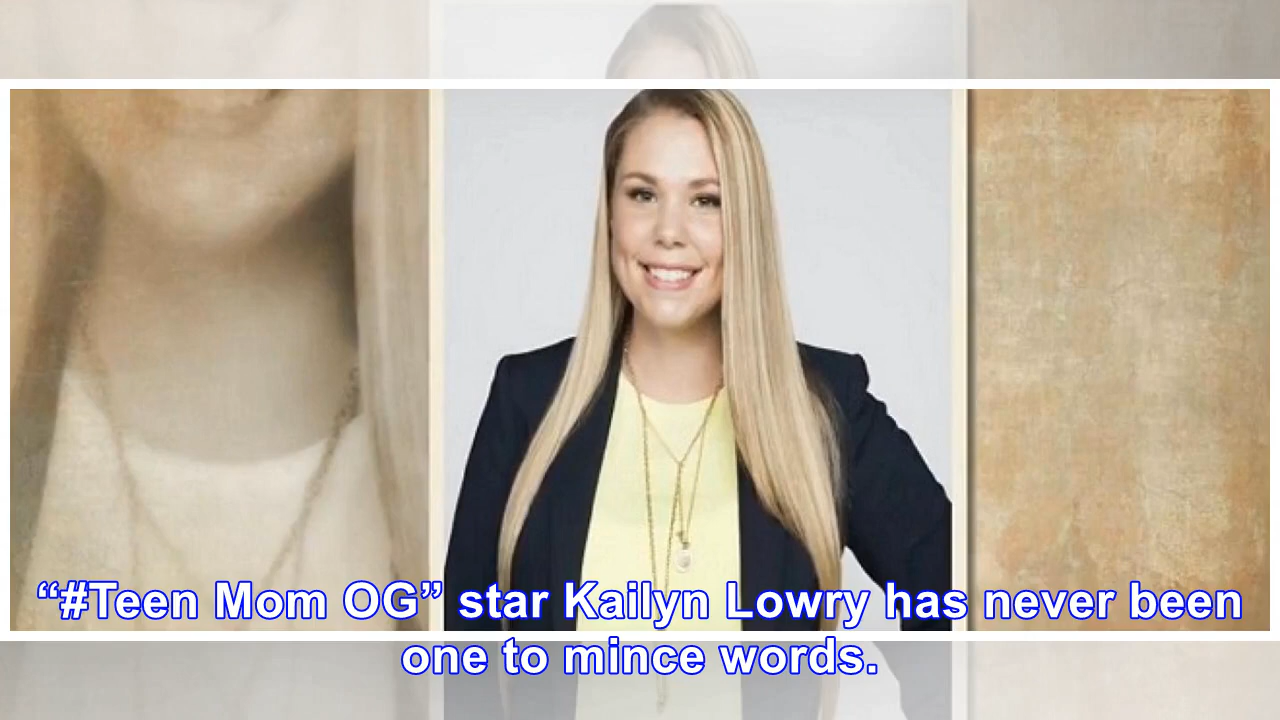 “#Teen Mom OG” star Kailyn Lowry has never been
one to mince words.